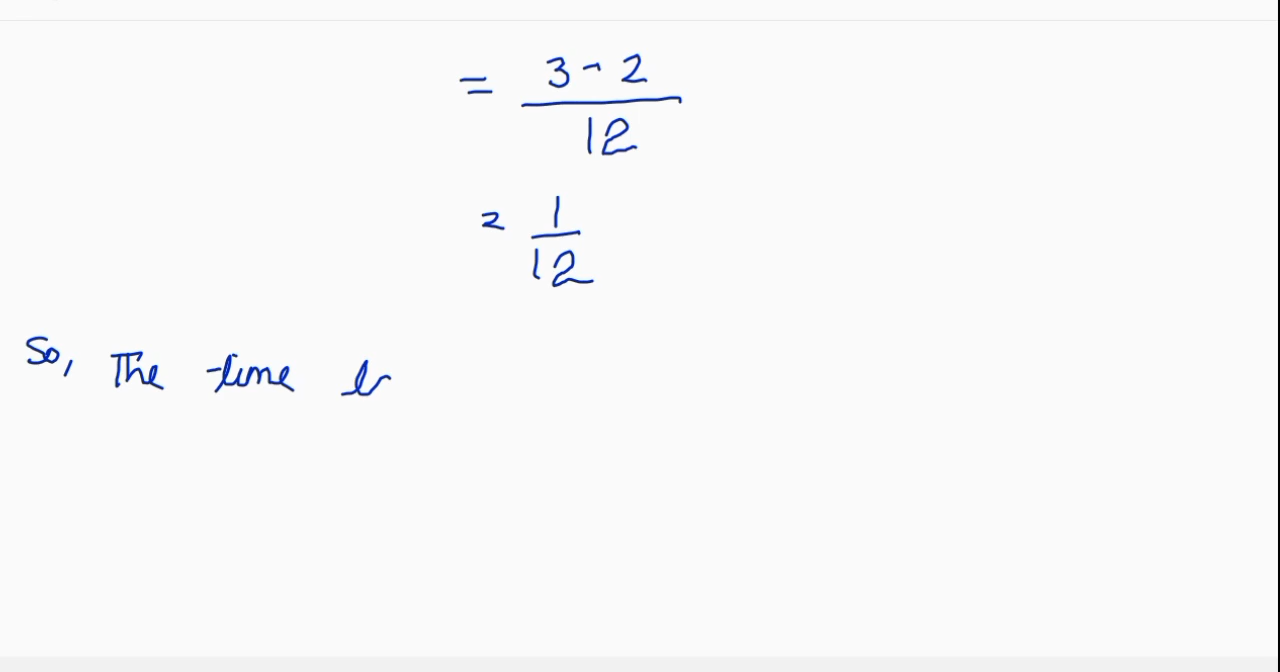 = 3 - 2 / 12
= 1 / 12
So, The time